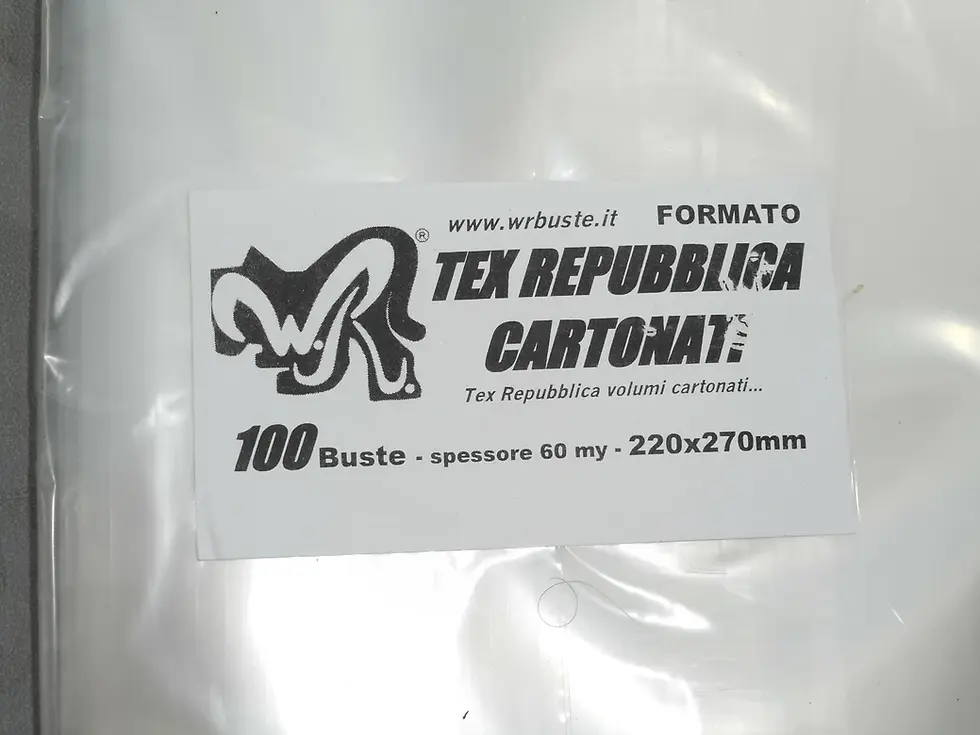 www.wrbuste.it FORMATO
W.R. ®
TEX REPUBBLICA
CARTONATI
Tex Repubblica volumi cartonati...
100 Buste - spessore 60 my - 220x270mm